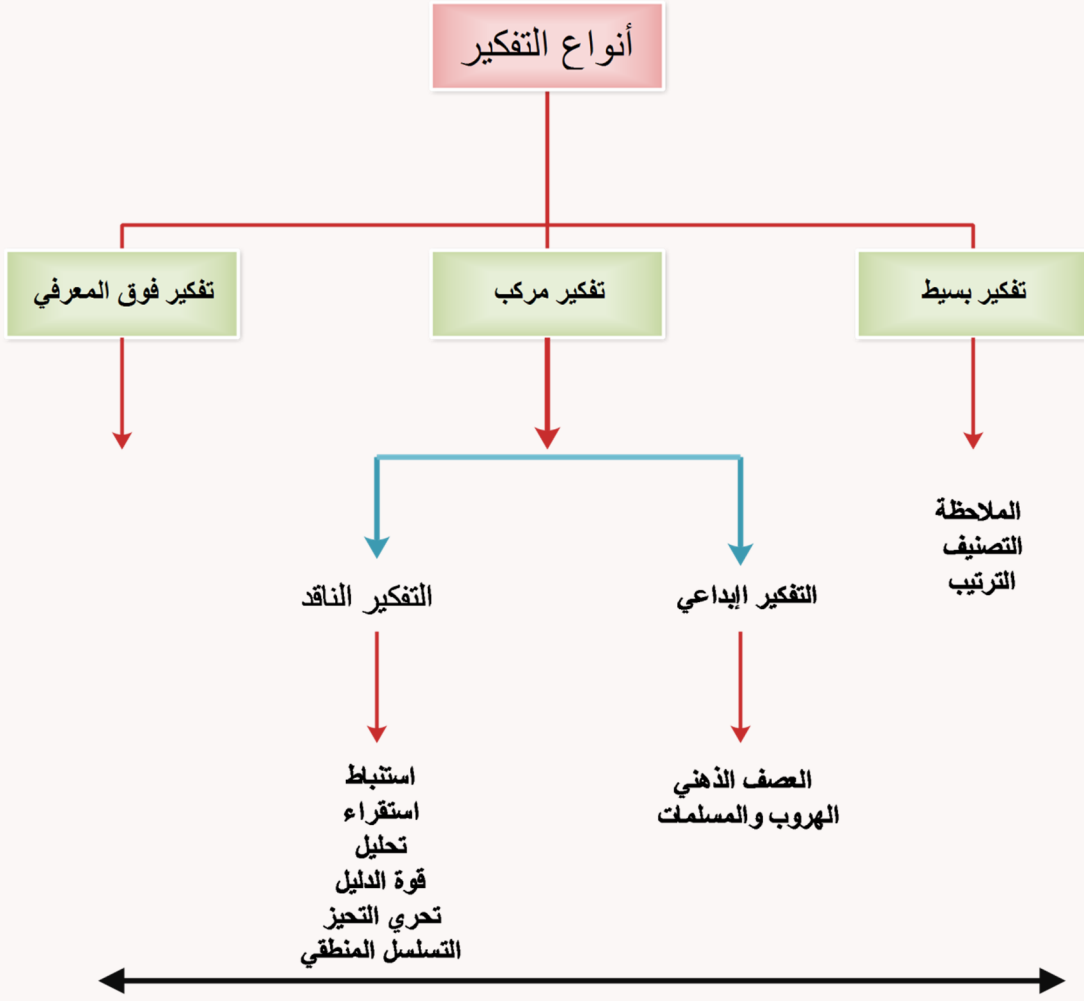 أنواع التفكير
تفكير بسيط
تفكير مركب
تفكير فوق المعرفي
الملاحظة
التصنيف
الترتيب
التفكير اإبداعي
التفكير الناقد
العصف الذهني
الهروب والمسلمات
استنباط
استقراء
تحليل
قوة الدليل
تحري التحيز
التسلسل المنطقي